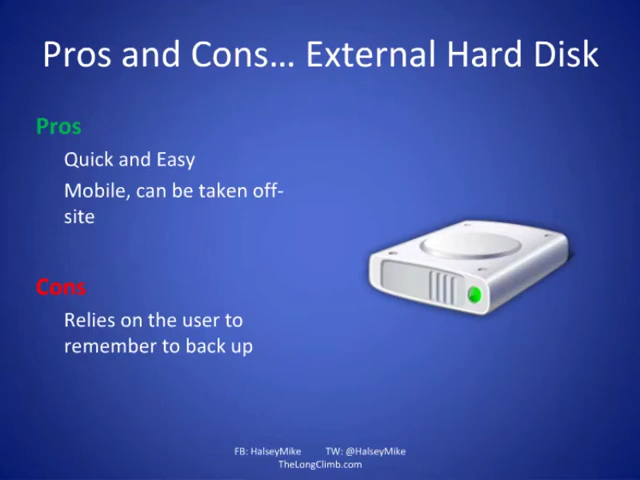 Pros and Cons… External Hard Disk
Pros
Quick and Easy
Mobile, can be taken off-
site
Cons
Relies on the user to
remember to back up
FB: HalseyMike TW: @HalseyMike
TheLongClimb.com